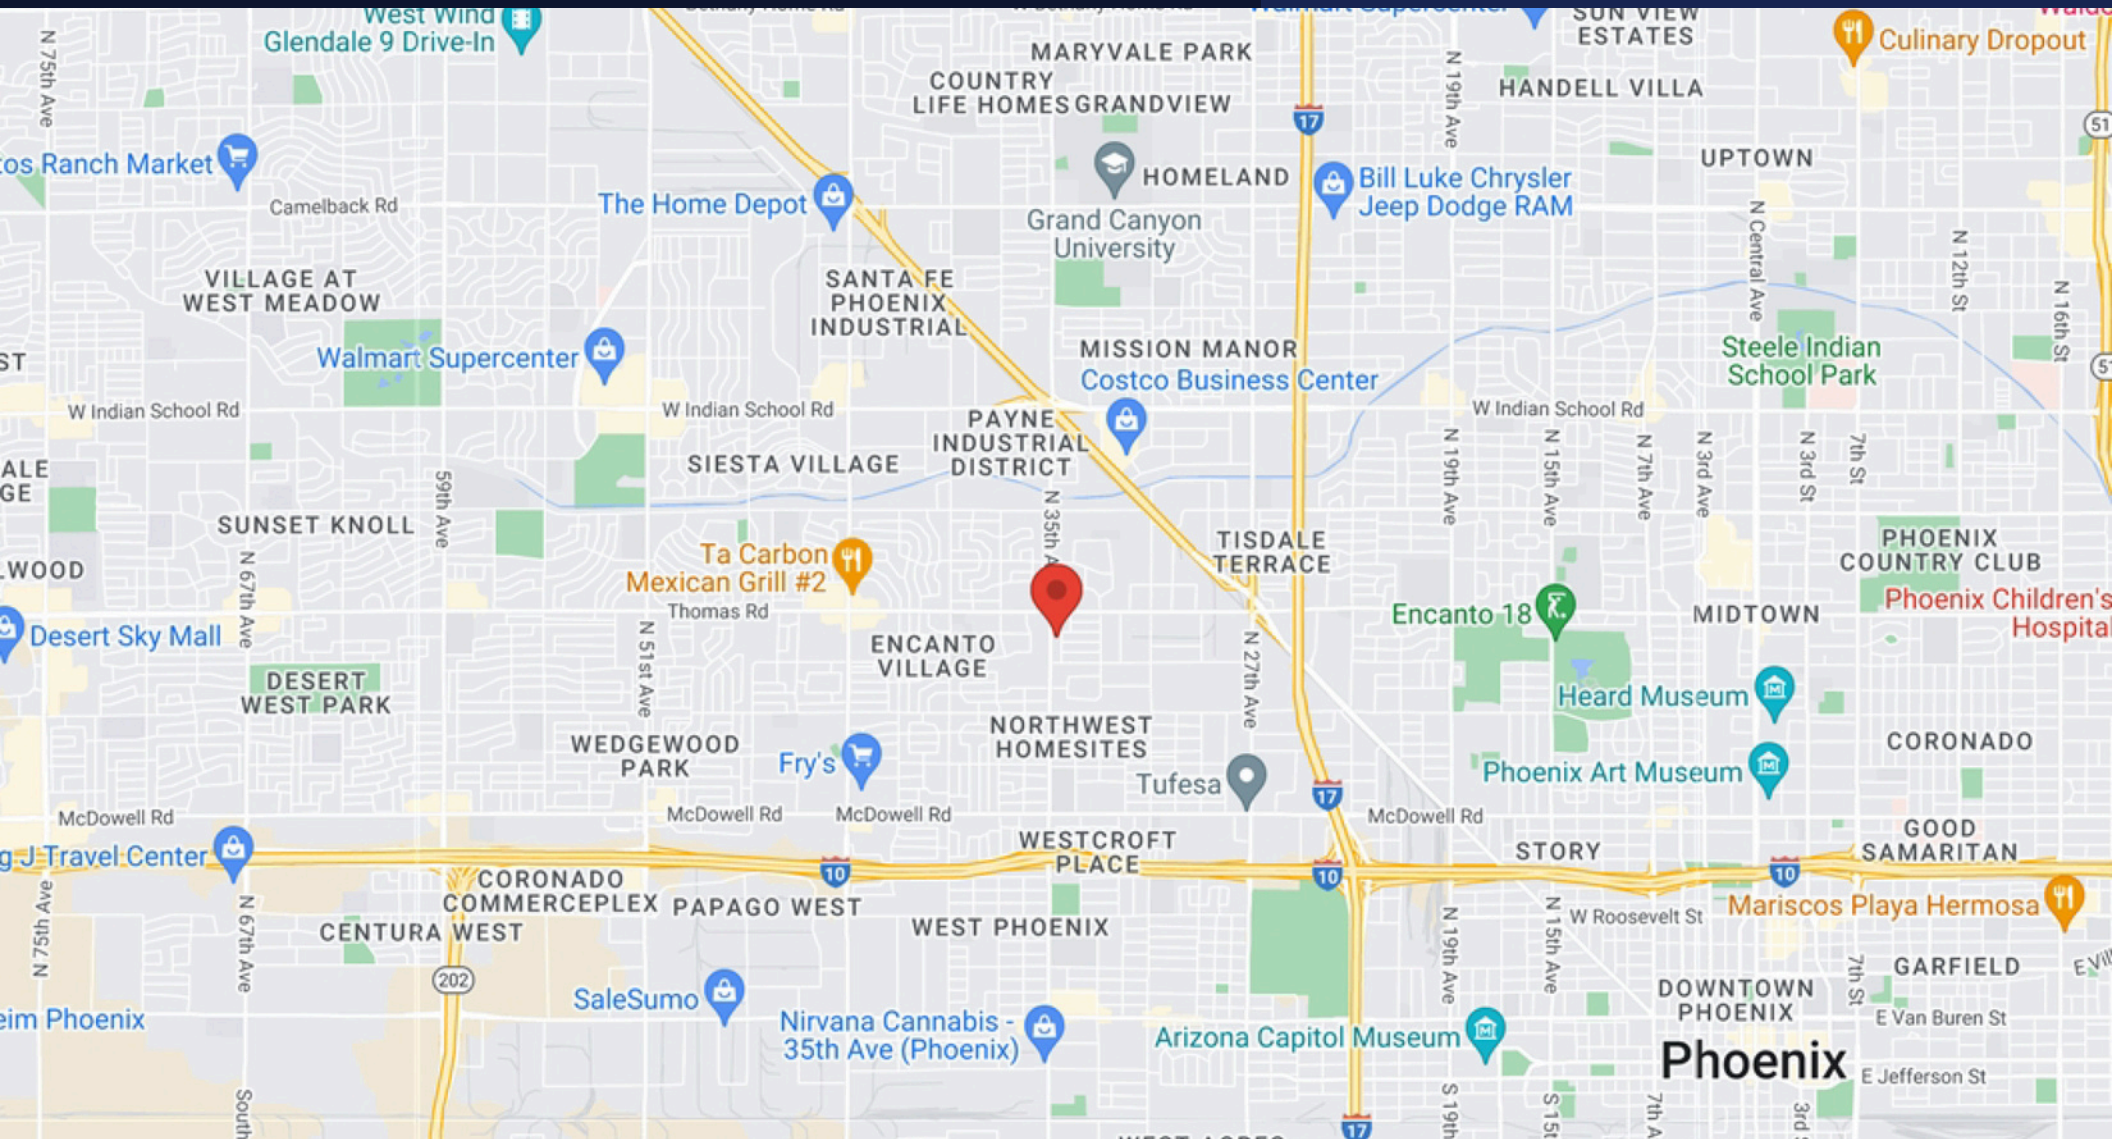 West Wind
Glendale 9 Drive-In
N 75th Ave
MARYVALE PARK
COUNTRY
LIFE HOMES
GRANDVIEW
17
N 19th Ave
SUN VIEW
ESTATES
HANDELL VILLA
Culinary Dropout
51
UPTOWN
tos Ranch Market
Camelback Rd
The Home Depot
HOMELAND
Grand Canyon
University
Bill Luke Chrysler
Jeep Dodge RAM
N Central Ave
N 12th St
N 16th St
VILLAGE AT
WEST MEADOW
SANTA FE
PHOENIX
INDUSTRIAL
Walmart Supercenter
MISSION MANOR
Costco Business Center
Steele Indian
School Park
ST
W Indian School Rd
W Indian School Rd
W Indian School Rd
PAYNE
INDUSTRIAL
DISTRICT
SIESTA VILLAGE
ALE
GE
59th Ave
N 35th A
N 19th Ave
N 15th Ave
N 7th Ave
N 3rd Ave
N 3rd St
7th St
SUNSET KNOLL
LWOOD
N 67th Ave
Ta Carbon
Mexican Grill #2
Thomas Rd
TISDALE
TERRACE
PHOENIX
COUNTRY CLUB
Phoenix Children's
Hospital
Encanto 18
MIDTOWN
Desert Sky Mall
N 51st Ave
ENCANTO
VILLAGE
N 27th Ave
DESERT
WEST PARK
Heard Museum
WEDGEWOOD
PARK
Fry's
NORTHWEST
HOMESITES
Tufesa
17
Phoenix Art Museum
CORONADO
McDowell Rd
McDowell Rd
McDowell Rd
McDowell Rd
g J Travel Center
10
WESTCROFT
PLACE
10
STORY
10
GOOD
SAMARITAN
N 75th Ave
N 67th Ave
CORONADO
COMMERCEPLEX
PAPAGO WEST
CENTURA WEST
WEST PHOENIX
N 19th Ave
N 15th Ave
W Roosevelt St
Mariscos Playa Hermosa
202
SaleSumo
DOWNTOWN
PHOENIX
7th St
GARFIELD
eim Phoenix
Nirvana Cannabis -
35th Ave (Phoenix)
Arizona Capitol Museum
E Van Buren St
Phoenix
E Jefferson St
South
17
S 19th
S 15t
7th A
3rd